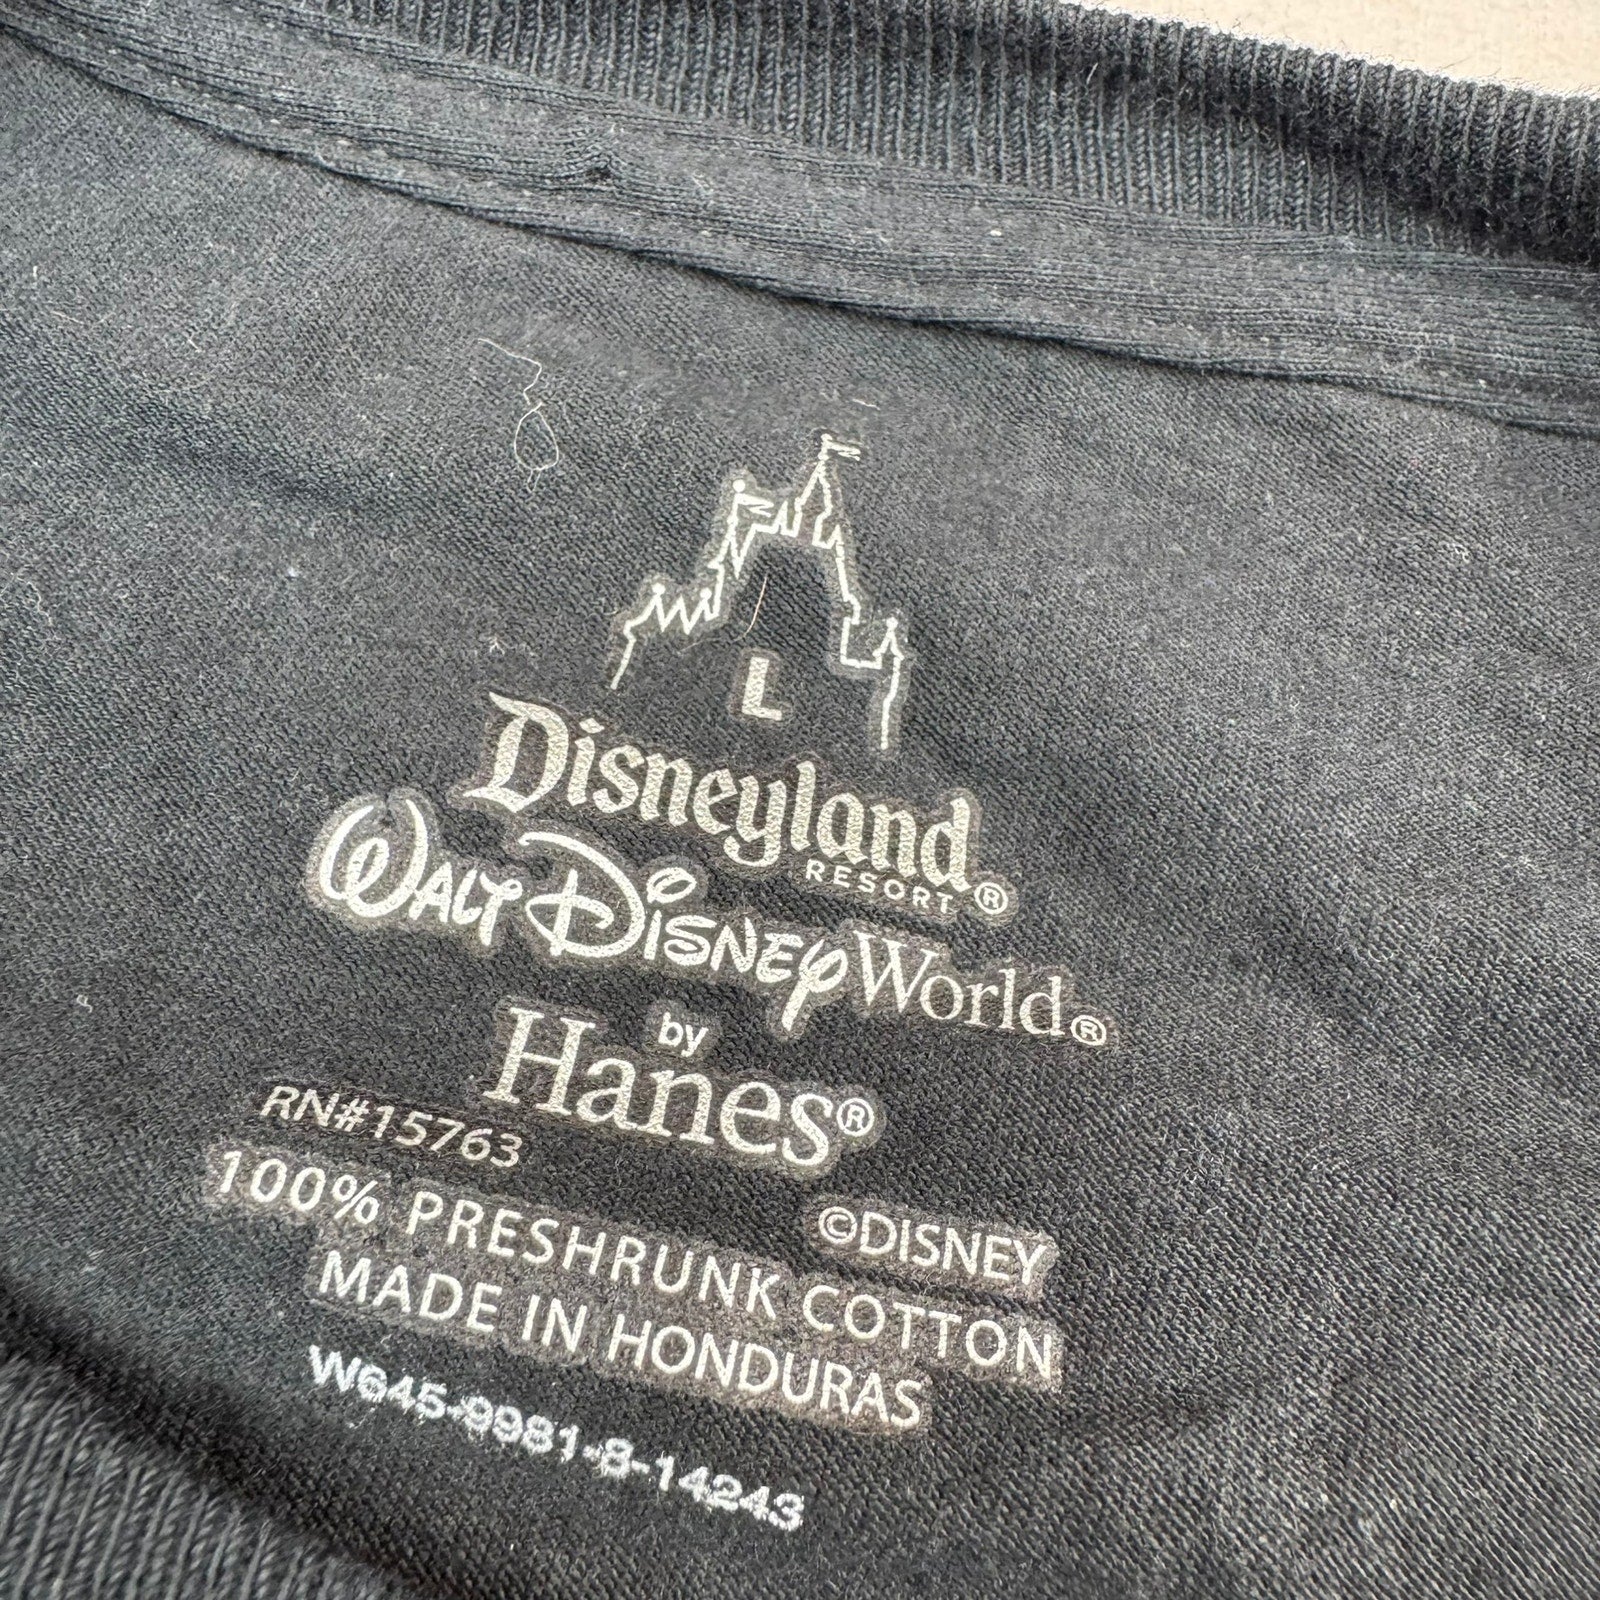 L
Disneyland
RESORT®
WALT DISNEY World®
by
Hanes®
RN#15763
©DISNEY
100% PRESHRUNK COTTON
MADE IN HONDURAS
W645-9981-8-14243